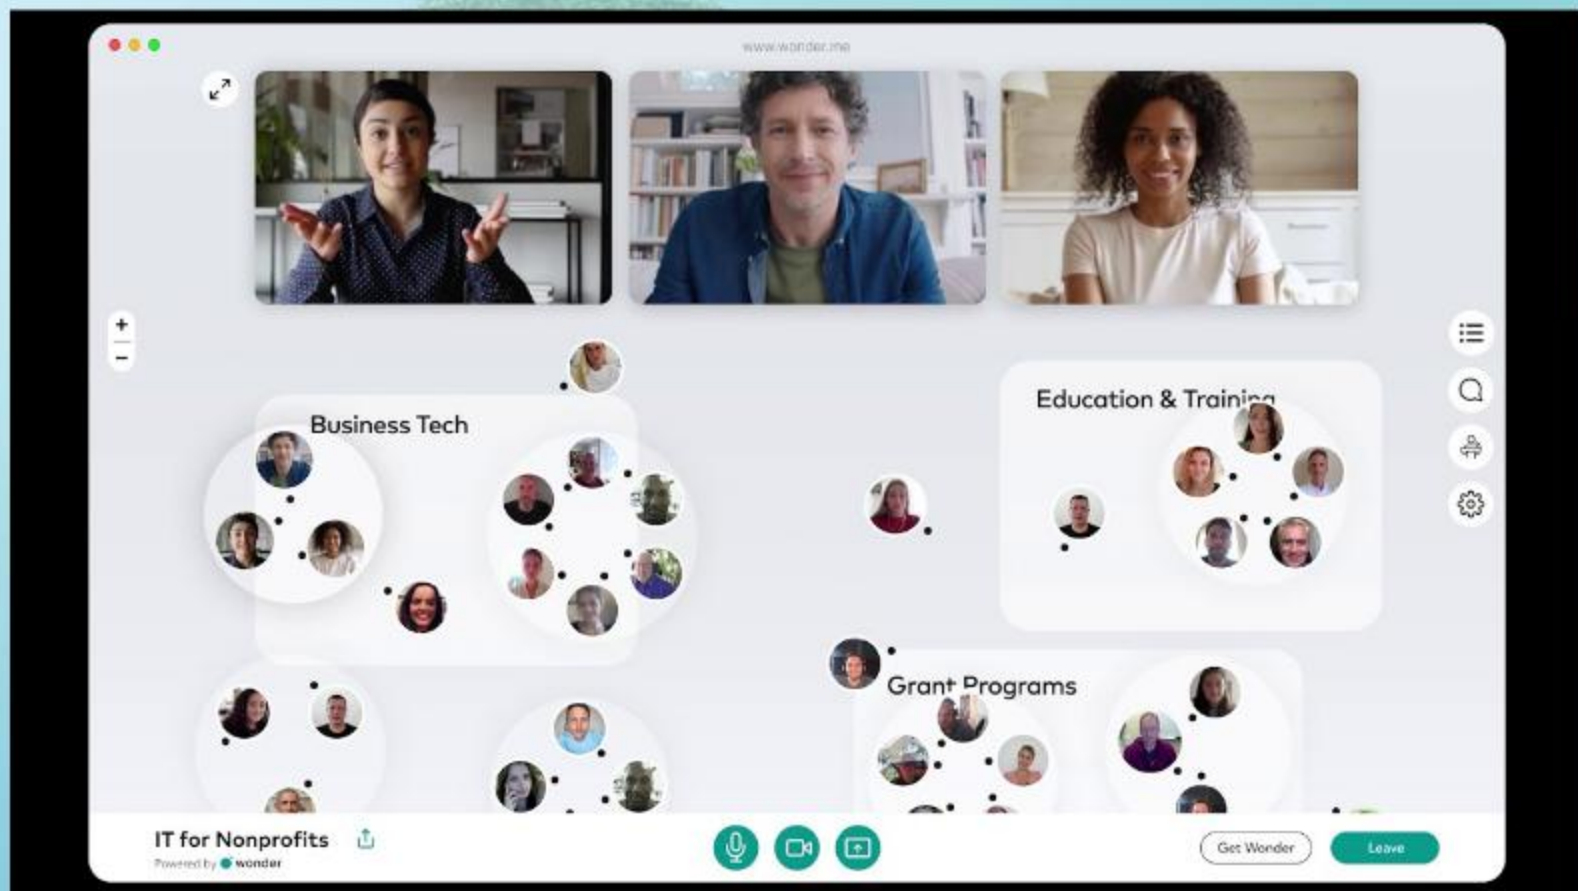 www.wonder.me
+
−
Business Tech
Education & Training
Grant Programs
IT for Nonprofits
Powered by wonder
Get Wonder
Leave